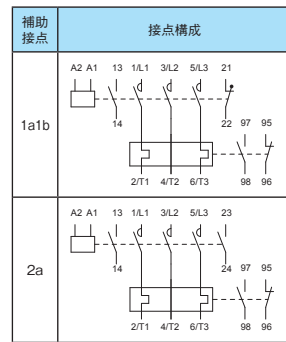 補助
接点
接点構成
1a1b
A2 A1 13 1/L1 3/L2 5/L3 21
14 22 97 95
2/T1 4/T2 6/T3 98 96
2a
A2 A1 13 1/L1 3/L2 5/L3 23
14 24 97 95
2/T1 4/T2 6/T3 98 96